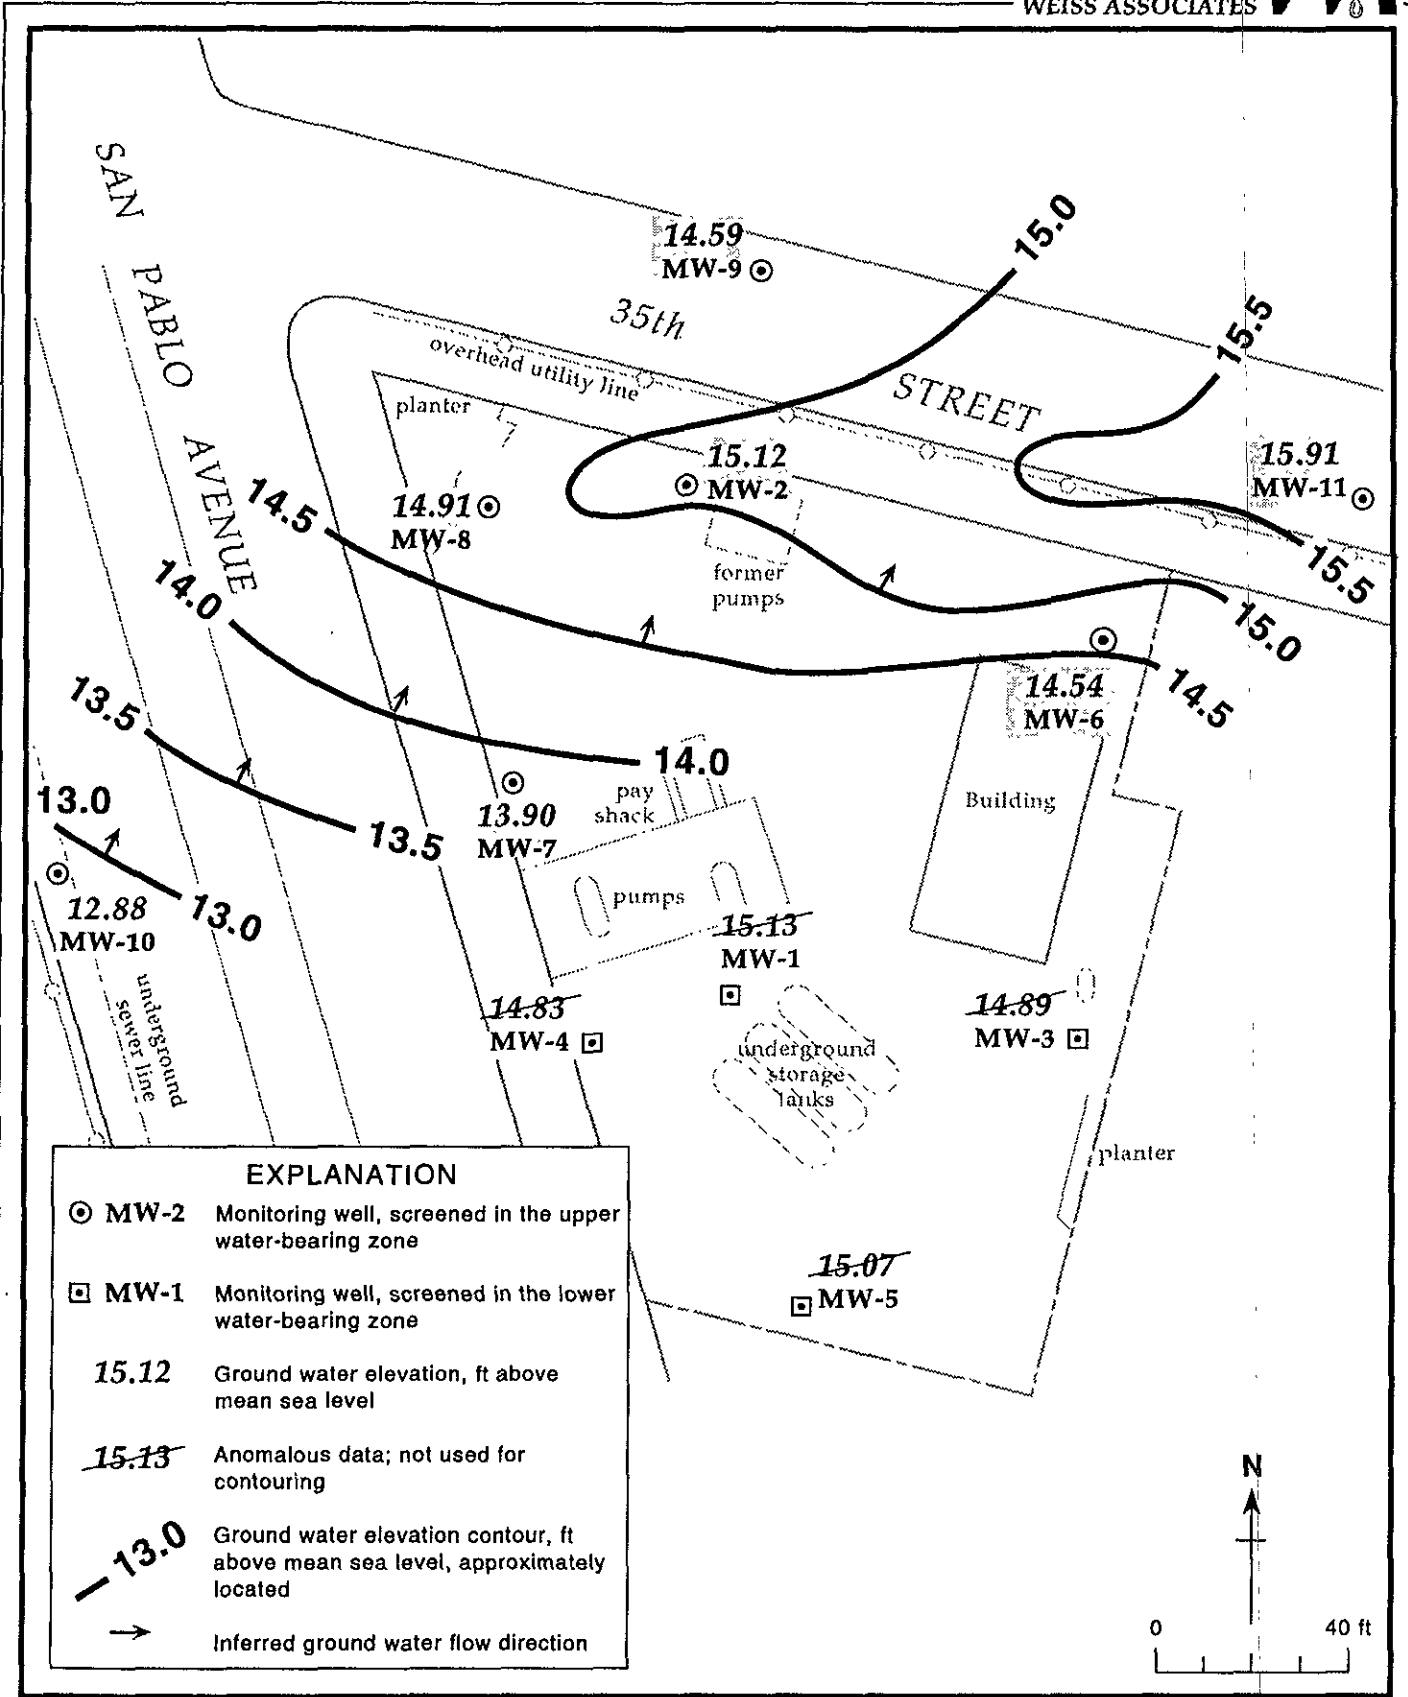 WEISS ASSOCIATES
SAN PABLO AVENUE
14.59
MW-9
15.0
15.5
35th STREET
overhead utility line
planter
15.12
MW-2
15.91
MW-11
14.91
MW-8
14.5
14.0
former
pumps
15.5
15.0
14.54
MW-6
14.5
13.5
13.0
14.0
pay
shack
13.90
MW-7
13.5
Building
12.88
MW-10
13.0
pumps
15.13
MW-1
14.83
MW-4
14.89
MW-3
underground
sewer line
underground
storage
tanks
planter
15.07
MW-5
EXPLANATION
MW-2 Monitoring well, screened in the upper
water-bearing zone
MW-1 Monitoring well, screened in the lower
water-bearing zone
15.12 Ground water elevation, ft above
mean sea level
15.13 Anomalous data; not used for
contouring
13.0 Ground water elevation contour, ft
above mean sea level, approximately
located
Inferred ground water flow direction
N
0 40 ft